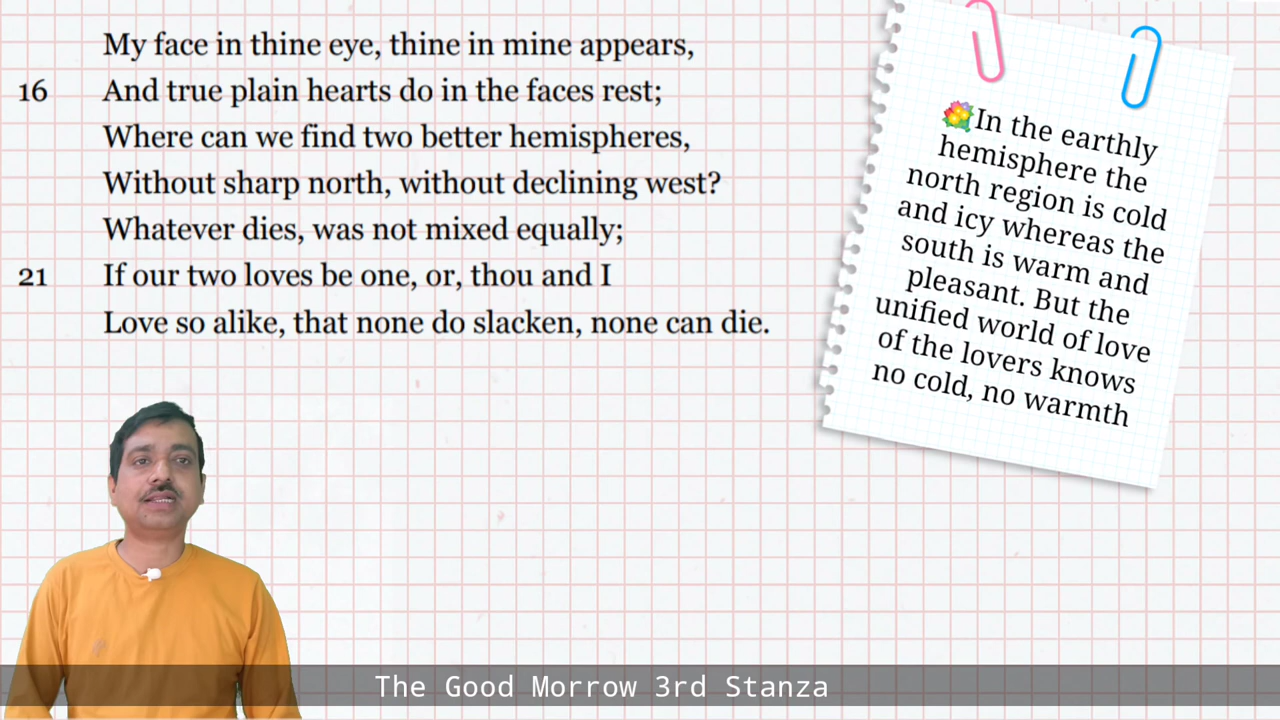 My face in thine eye, thine in mine appears,
16 And true plain hearts do in the faces rest;
Where can we find two better hemispheres,
Without sharp north, without declining west?
Whatever dies, was not mixed equally;
21 If our two loves be one, or, thou and I
Love so alike, that none do slacken, none can die.
💐In the earthly
hemisphere the
north region is cold
and icy whereas the
south is warm and
pleasant. But the
unified world of love
of the lovers knows
no cold, no warmth
The Good Morrow 3rd Stanza